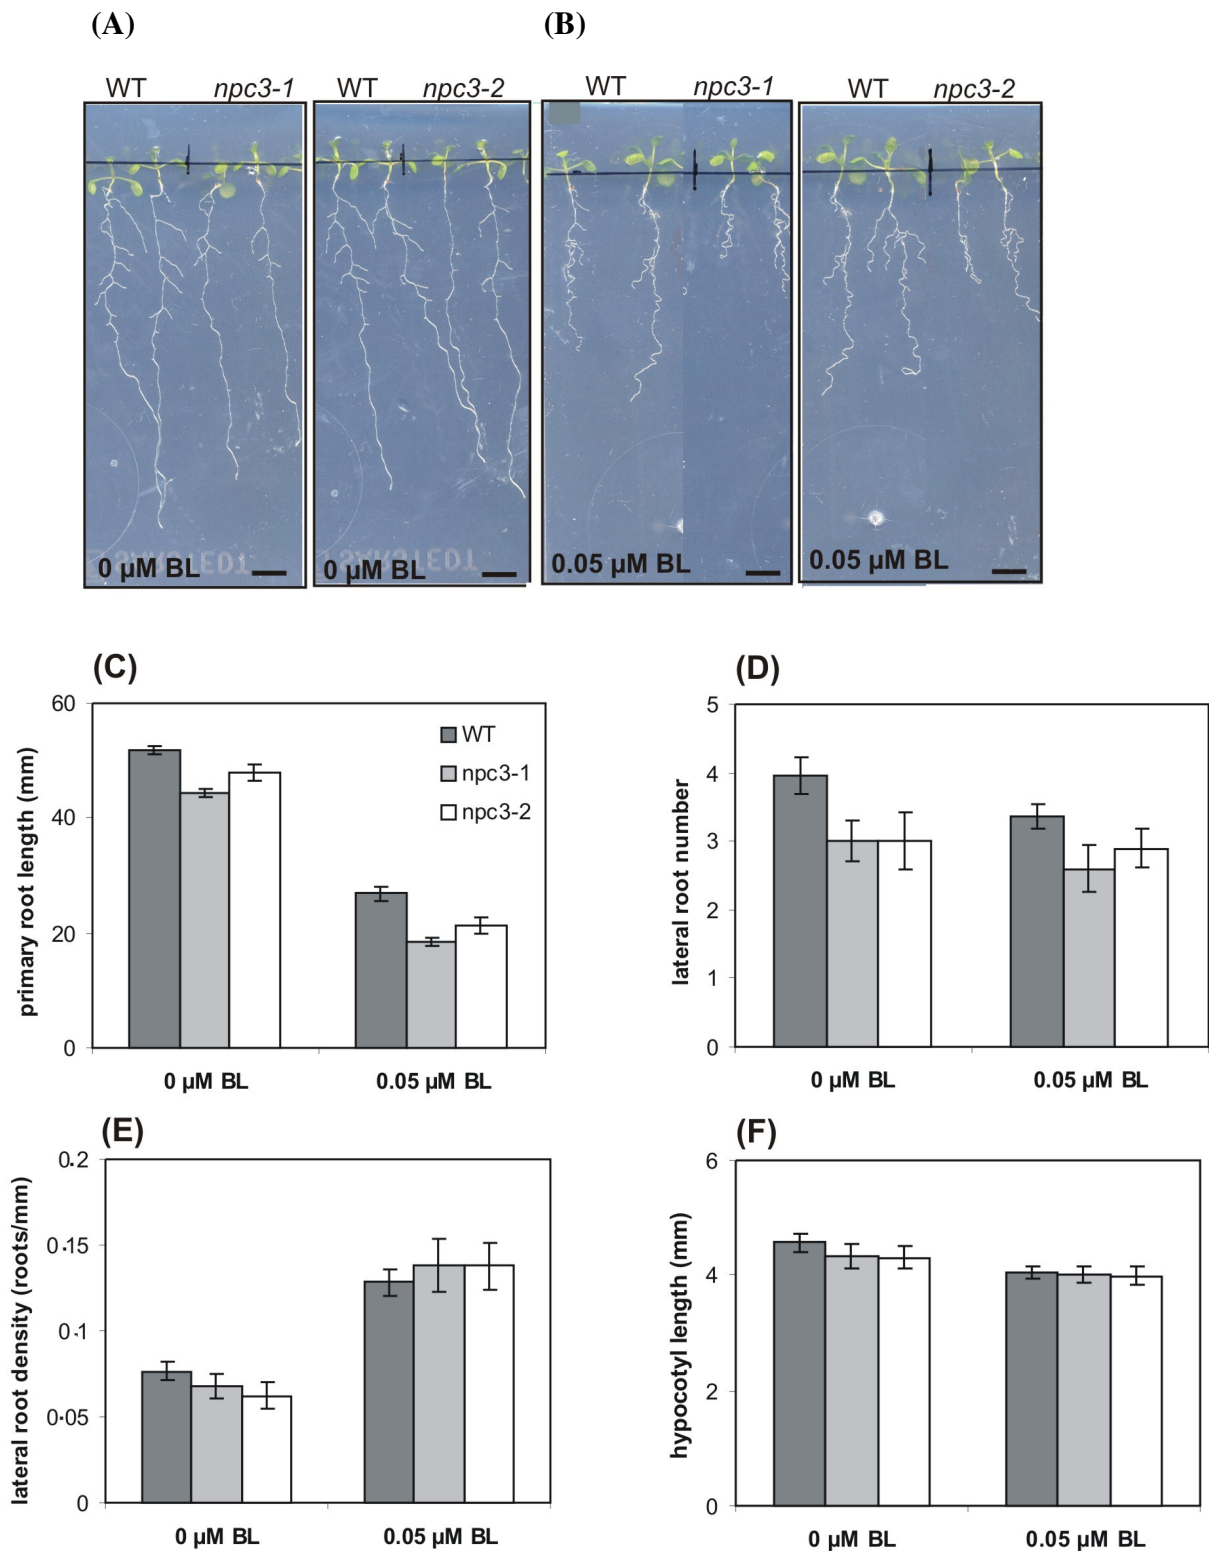 (A) (B)
WT npc3-1 WT npc3-2 WT npc3-1 WT npc3-2
0 µM BL 0 µM BL 0.05 µM BL 0.05 µM BL
SARSTEDT SARSTEDT
(C)
primary root length (mm)
60
40
20
0
WT
npc3-1
npc3-2
0 µM BL 0.05 µM BL
(D)
lateral root number
5
4
3
2
1
0
0 µM BL 0.05 µM BL
(E)
lateral root density (roots/mm)
0.2
0.15
0.1
0.05
0
0 µM BL 0.05 µM BL
(F)
hypocotyl length (mm)
6
4
2
0
0 µM BL 0.05 µM BL